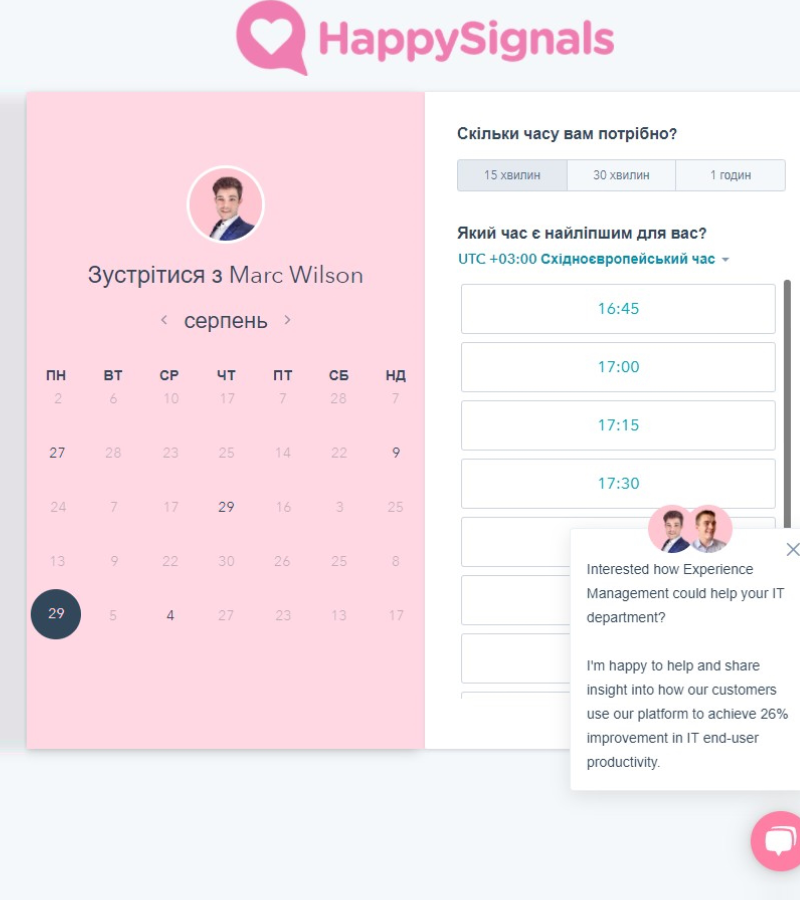 HappySignals
Зустрітися з Marc Wilson
серпень
ПН ВТ СР ЧТ ПТ СБ НД
2 6 10 17 7 28 7
27 28 23 25 14 22 9
24 7 17 29 16 3 25
13 9 22 30 26 25 8
29 5 4 27 23 13 17
Скільки часу вам потрібно?
15 хвилин 30 хвилин 1 годин
Який час є найліпшим для вас?
UTC +03:00 Східноєвропейський час
16:45
17:00
17:15
17:30
Interested how Experience
Management could help your IT
department?
I'm happy to help and share
insight into how our customers
use our platform to achieve 26%
improvement in IT end-user
productivity.